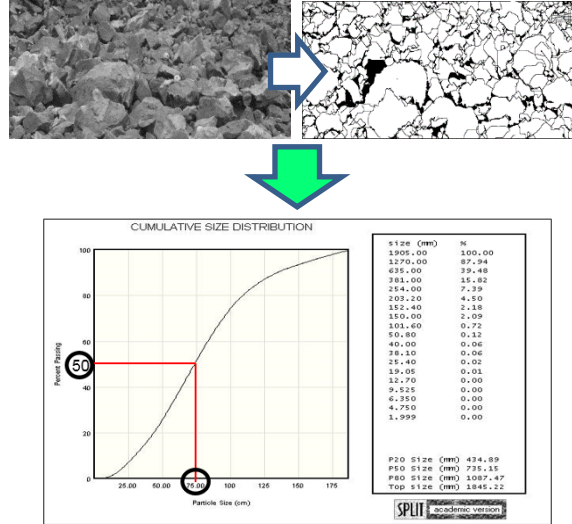 CUMULATIVE SIZE DISTRIBUTION
100
80
60
50
40
20
0
Percent Passing
25.00 50.00 75.00 100 125 150 175
Particle Size (cm)
size (mm) %
1905.00 100.00
1270.00 87.94
635.00 39.48
381.00 15.82
254.00 7.39
203.20 4.50
152.40 2.18
150.00 2.09
101.60 0.72
50.80 0.12
40.00 0.06
38.10 0.06
25.40 0.02
19.05 0.01
12.70 0.00
9.525 0.00
6.350 0.00
4.750 0.00
1.999 0.00
P20 Size (mm) 434.89
P50 Size (mm) 735.15
P80 Size (mm) 1087.47
Top size (mm) 1845.22
SPLIT academic version